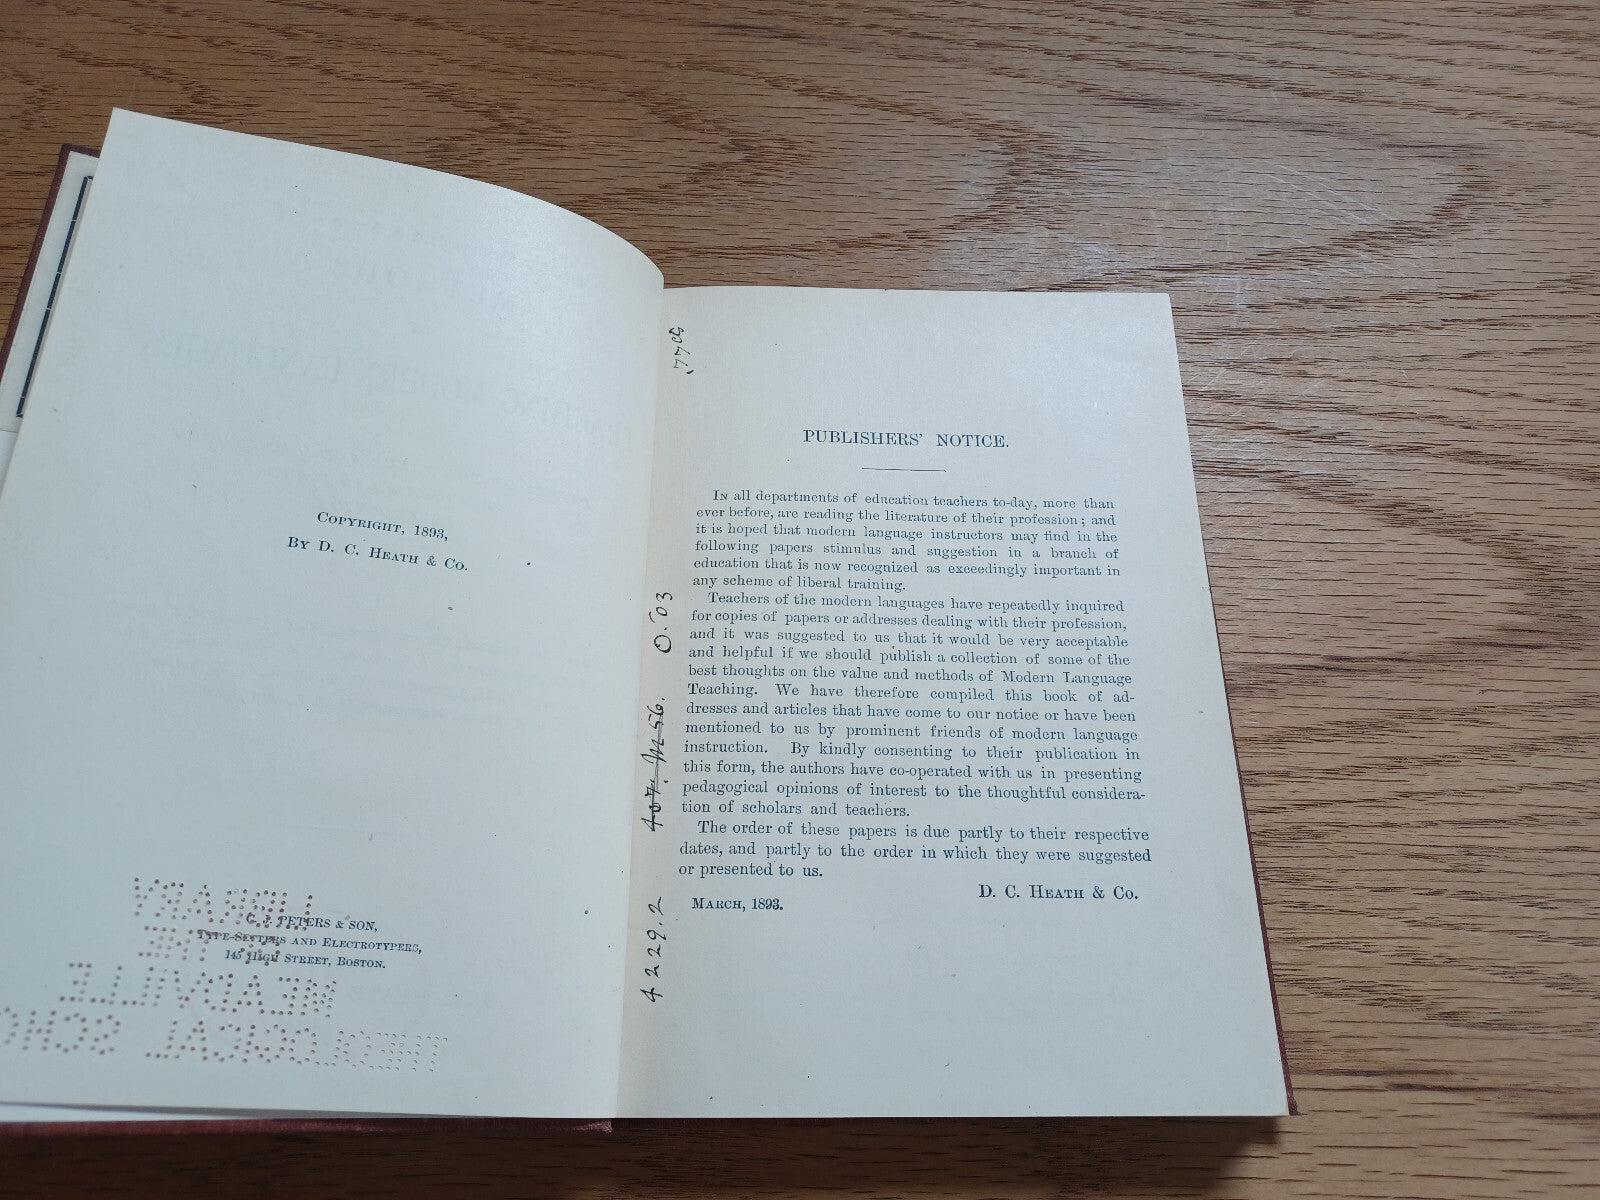 COPYRIGHT, 1893,
BY D. C. HEATH & CO.
C. J. PETERS & SON,
TYPE-SETTERS AND ELECTROTYPERS,
145 HIGH STREET, BOSTON.
LIBRARY
OF THE
MEADVILLE
THEOLOGICAL SCHO
.77
4229.2 407. M56. O.'03
PUBLISHERS' NOTICE.
IN all departments of education teachers to-day, more than
ever before, are reading the literature of their profession; and
it is hoped that modern language instructors may find in the
following papers stimulus and suggestion in a branch of
education that is now recognized as exceedingly important in
any scheme of liberal training.
Teachers of the modern languages have repeatedly inquired
for copies of papers or addresses dealing with their profession,
and it was suggested to us that it would be very acceptable
and helpful if we should publish a collection of some of the
best thoughts on the value and methods of Modern Language
Teaching. We have therefore compiled this book of ad-
dresses and articles that have come to our notice or have been
mentioned to us by prominent friends of modern language
instruction. By kindly consenting to their publication in
this form, the authors have co-operated with us in presenting
pedagogical opinions of interest to the thoughtful considera-
tion of scholars and teachers.
The order of these papers is due partly to their respective
dates, and partly to the order in which they were suggested
or presented to us.
D. C. HEATH & CO.
MARCH, 1893.